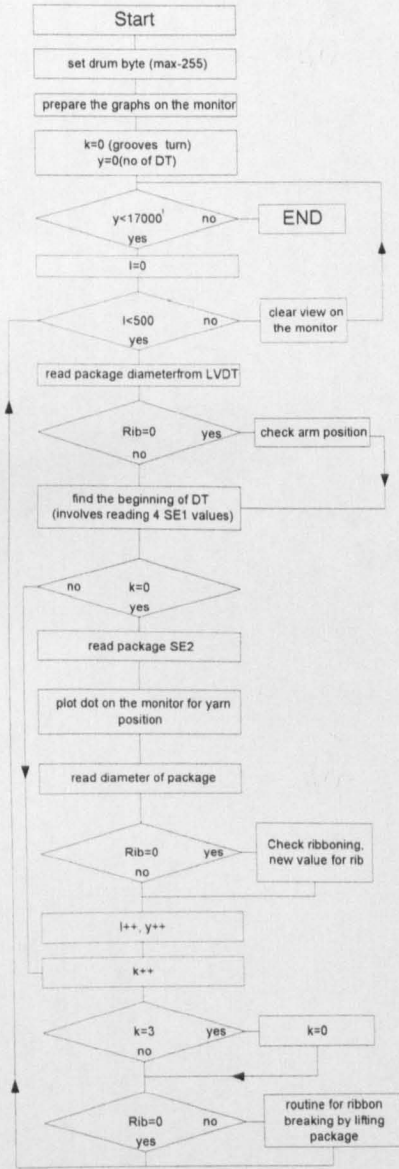 Start
set drum byte (max-255)
prepare the graphs on the monitor
k=0 (grooves turn)
y=0(no of DT)
y<17000
no
END
yes
I=0
I<500
no
clear view on
the monitor
yes
read package diameterfrom LVDT
Rib=0
yes
check arm position
no
find the beginning of DT
(involves reading 4 SE1 values)
no
k=0
yes
read package SE2
plot dot on the monitor for yarn
position
read diameter of package
Rib=0
yes
Check ribboning,
new value for rib
no
I++, y++
k++
k=3
yes
k=0
no
Rib=0
no
routine for ribbon
breaking by lifting
package
yes